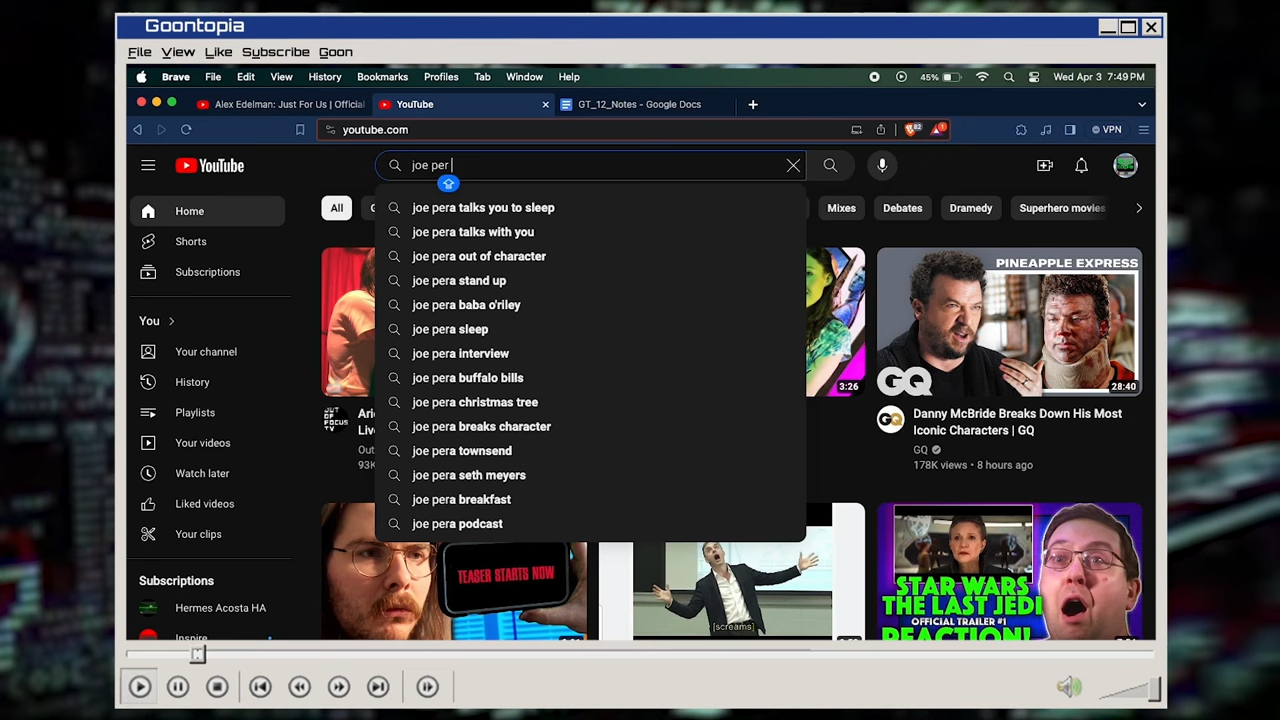 Goontopia
File View Like Subscribe Goon
Brave File Edit View History Bookmarks Profiles Tab Window Help 45% Wed Apr 3 7:49 PM
Alex Edelman: Just For Us | Official YouTube GT_12_Notes - Google Docs
youtube.com 82 1 VPN
YouTube joe per
All Mixes Debates Dramedy Superhero movies
Home
Shorts
Subscriptions
You
Your channel
History
Playlists
Your videos
Watch later
Liked videos
Your clips
Subscriptions
Hermes Acosta HA
Inspire
joe pera talks you to sleep
joe pera talks with you
joe pera out of character
joe pera stand up
joe pera baba o'riley
joe pera sleep
joe pera interview
joe pera buffalo bills
joe pera christmas tree
joe pera breaks character
joe pera townsend
joe pera seth meyers
joe pera breakfast
joe pera podcast
3:26
PINEAPPLE EXPRESS
GQ
28:40
Danny McBride Breaks Down His Most
Iconic Characters | GQ
GQ
178K views • 8 hours ago
93K
TEASER STARTS NOW
[screams]
STAR WARS
THE LAST JEDI
OFFICIAL TRAILER #1
REACTION!